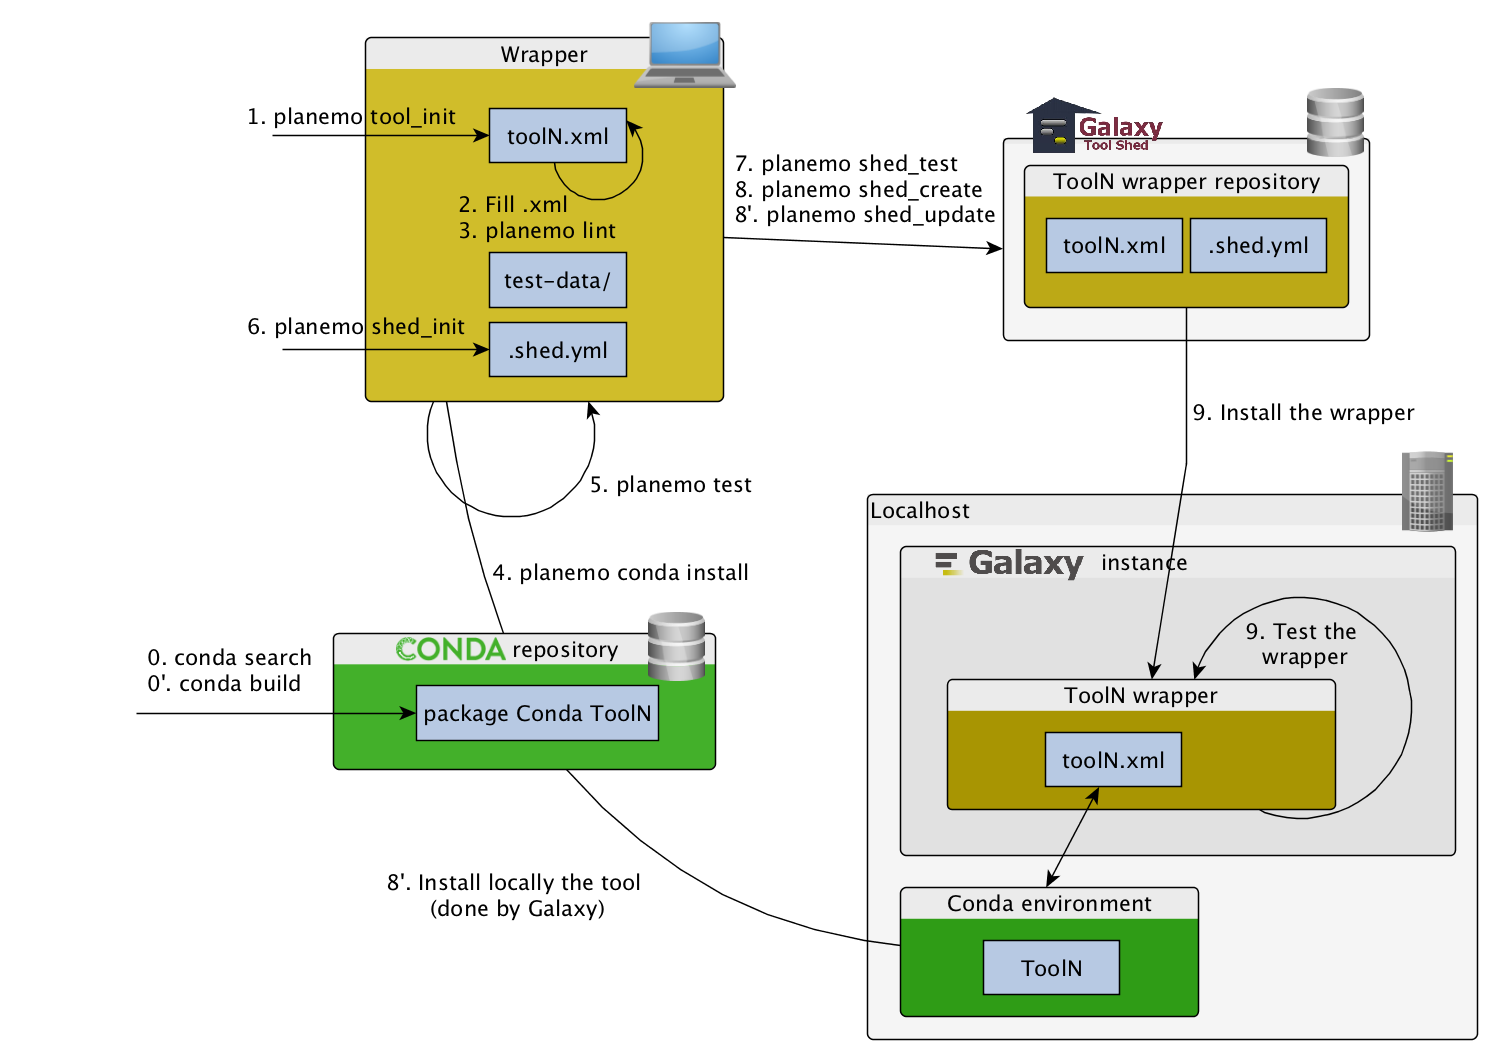 Wrapper
1. planemo tool_init
toolN.xml
2. Fill .xml
3. planemo lint
test-data/
6. planemo shed_init
.shed.yml
7. planemo shed_test
8. planemo shed_create
8'. planemo shed_update
Galaxy
Tool Shed
ToolN wrapper repository
toolN.xml
.shed.yml
9. Install the wrapper
5. planemo test
4. planemo conda install
0. conda search
0'. conda build
CONDA repository
package Conda ToolN
8'. Install locally the tool
(done by Galaxy)
Localhost
Galaxy instance
9. Test the
wrapper
ToolN wrapper
toolN.xml
Conda environment
ToolN